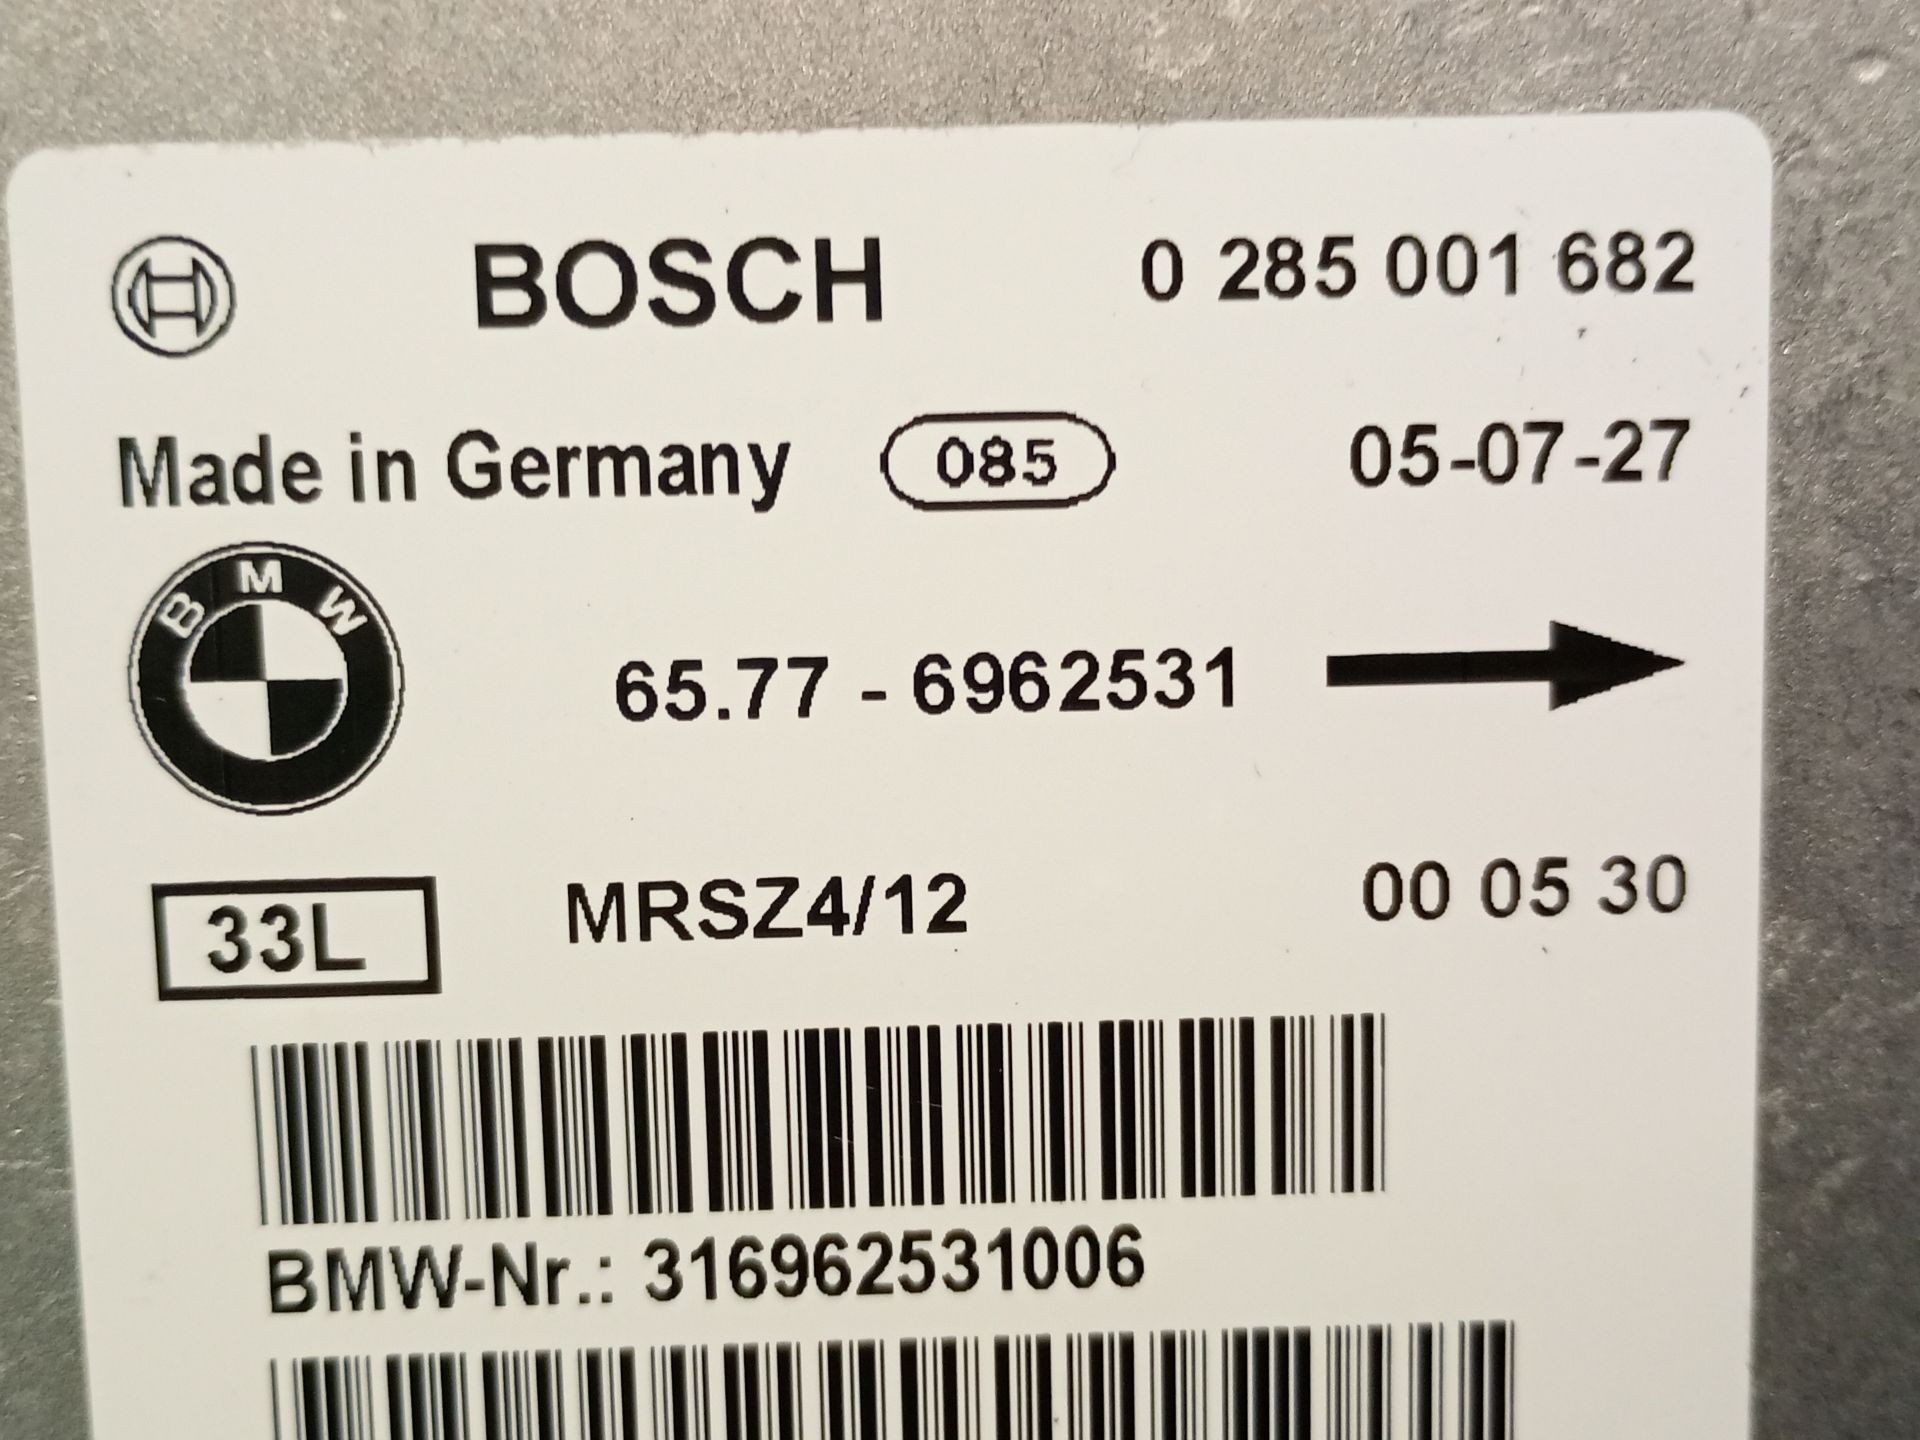 BOSCH 0 285 001 682
Made in Germany 085 05-07-27
BMW
65.77 - 6962531
33L MRSZ4/12 00 05 30
BMW-Nr.: 316962531006